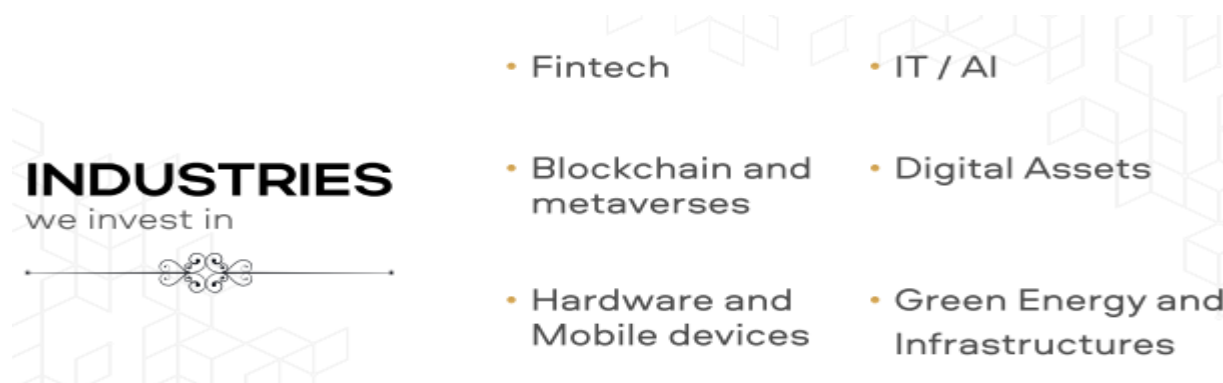 INDUSTRIES
we invest in
• Fintech
• Blockchain and
metaverses
• Hardware and
Mobile devices
• IT / AI
• Digital Assets
• Green Energy and
Infrastructures